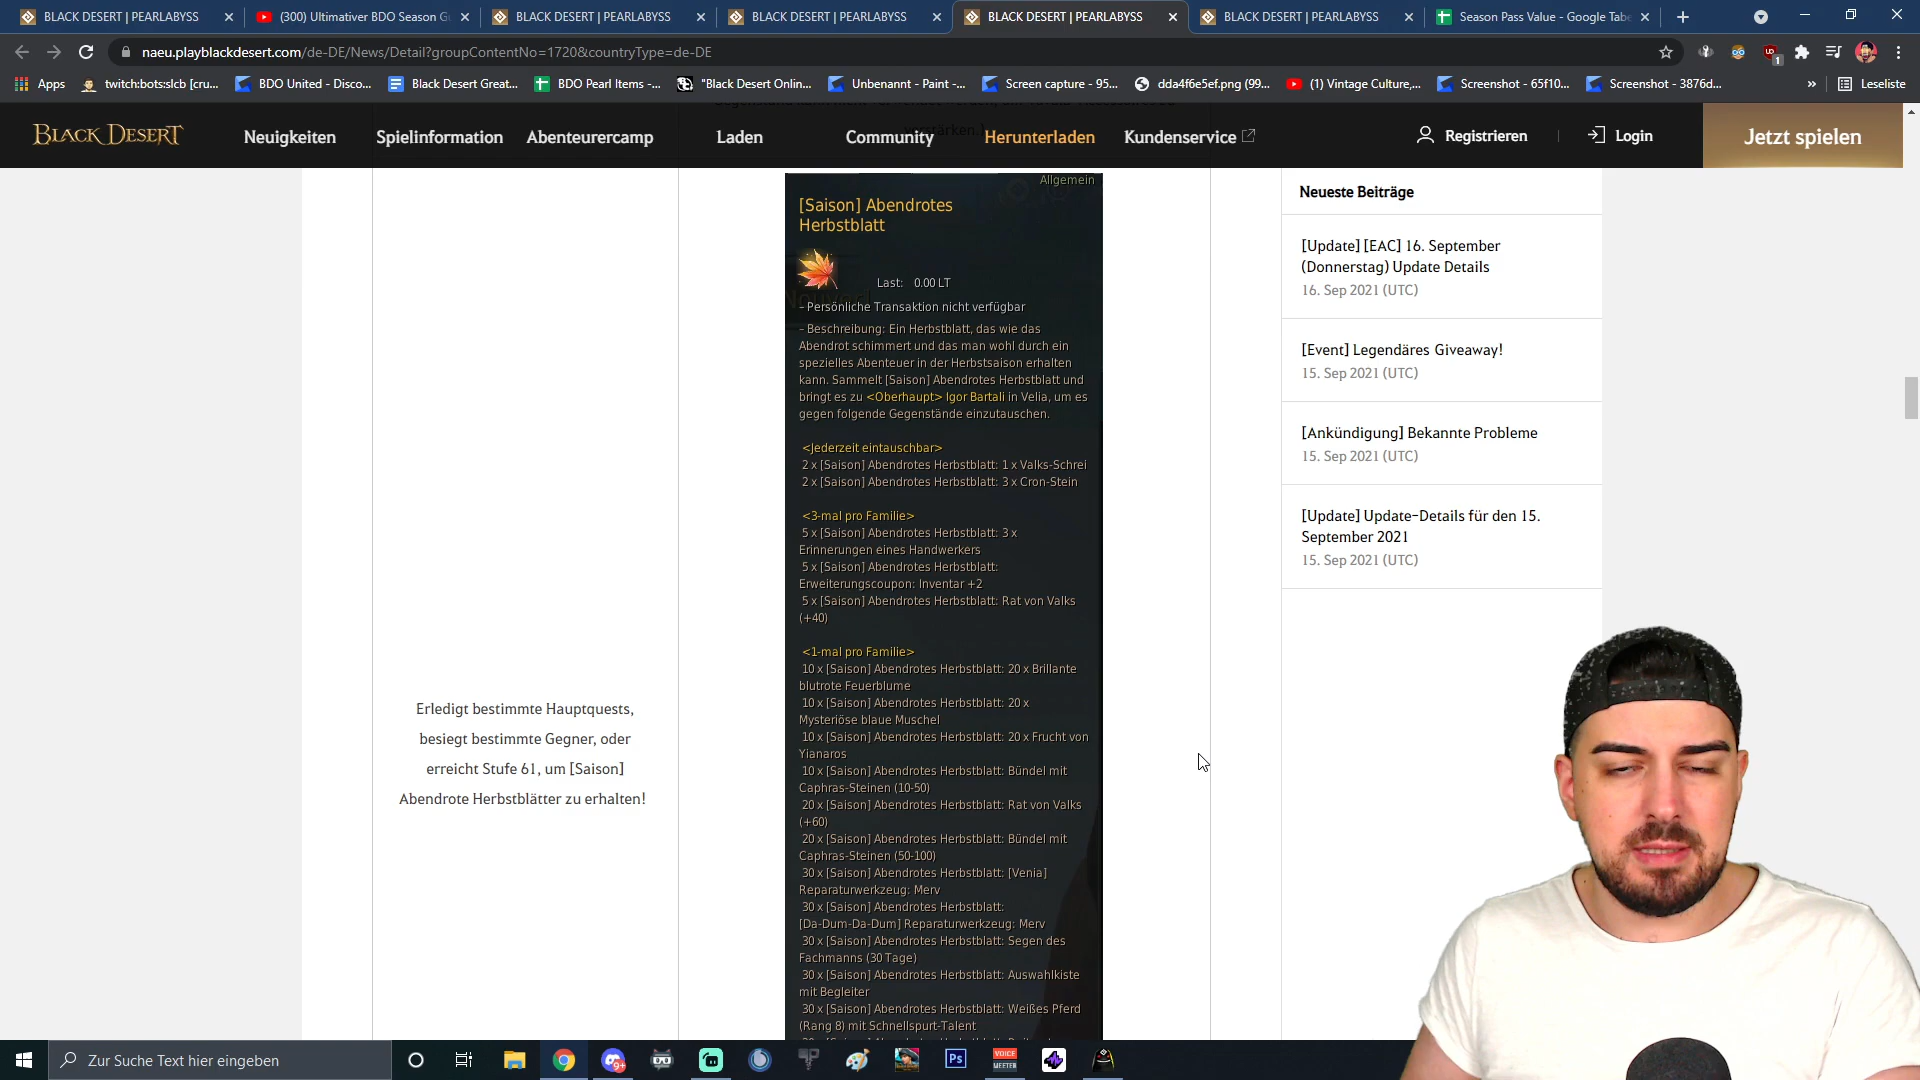 BLACK DESERT | PEARLABYSS
(300) Ultimativer BDO Season G
BLACK DESERT | PEARLABYSS
BLACK DESERT | PEARLABYSS
BLACK DESERT | PEARLABYSS
BLACK DESERT | PEARLABYSS
Season Pass Value - Google Tabe
naeu.playblackdesert.com/de-DE/News/Detail?groupContentNo=1720&countryType=de-DE
Apps
twitch:bots:slcb [cru...
BDO United - Disco...
Black Desert Great...
BDO Pearl Items -...
"Black Desert Onlin...
Unbenannt - Paint -...
Screen capture - 95...
dda4f6e5ef.png (99...
(1) Vintage Culture,...
Screenshot - 65f10...
Screenshot - 3876d...
»
Leseliste
BLACK DESERT
Neuigkeiten
Spielinformation
Abenteurercamp
Laden
Community
Herunterladen
Kundenservice
Registrieren
Login
Jetzt spielen
Allgemein
[Saison] Abendrotes
Herbstblatt
Last: 0.00 LT
- Persönliche Transaktion nicht verfügbar
- Beschreibung: Ein Herbstblatt, das wie das
Abendrot schimmert und das man wohl durch ein
spezielles Abenteuer in der Herbstsaison erhalten
kann. Sammelt [Saison] Abendrotes Herbstblatt und
bringt es zu <Oberhaupt> Igor Bartali in Velia, um es
gegen folgende Gegenstände einzutauschen.
<Jederzeit eintauschbar>
2 x [Saison] Abendrotes Herbstblatt: 1 x Valks-Schrei
2 x [Saison] Abendrotes Herbstblatt: 3 x Cron-Stein
<3-mal pro Familie>
5 x [Saison] Abendrotes Herbstblatt: 3 x
Erinnerungen eines Handwerkers
5 x [Saison] Abendrotes Herbstblatt:
Erweiterungscoupon: Inventar +2
5 x [Saison] Abendrotes Herbstblatt: Rat von Valks
(+40)
<1-mal pro Familie>
10 x [Saison] Abendrotes Herbstblatt: 20 x Brillante
blutrote Feuerblume
10 x [Saison] Abendrotes Herbstblatt: 20 x
Mysteriöse blaue Muschel
10 x [Saison] Abendrotes Herbstblatt: 20 x Frucht von
Yianaros
10 x [Saison] Abendrotes Herbstblatt: Bündel mit
Caphras-Steinen (10-50)
20 x [Saison] Abendrotes Herbstblatt: Rat von Valks
(+60)
20 x [Saison] Abendrotes Herbstblatt: Bündel mit
Caphras-Steinen (50-100)
30 x [Saison] Abendrotes Herbstblatt: [Venia]
Reparaturwerkzeug: Merv
30 x [Saison] Abendrotes Herbstblatt:
[Da-Dum-Da-Dum] Reparaturwerkzeug: Merv
30 x [Saison] Abendrotes Herbstblatt: Segen des
Fachmanns (30 Tage)
30 x [Saison] Abendrotes Herbstblatt: Auswahlkiste
mit Begleiter
30 x [Saison] Abendrotes Herbstblatt: Weißes Pferd
(Rang 8) mit Schnellspurt-Talent
Erledigt bestimmte Hauptquests,
besiegt bestimmte Gegner, oder
erreicht Stufe 61, um [Saison]
Abendrote Herbstblätter zu erhalten!
Neueste Beiträge
[Update] [EAC] 16. September
(Donnerstag) Update Details
16. Sep 2021 (UTC)
[Event] Legendäres Giveaway!
15. Sep 2021 (UTC)
[Ankündigung] Bekannte Probleme
15. Sep 2021 (UTC)
[Update] Update-Details für den 15.
September 2021
15. Sep 2021 (UTC)
Zur Suche Text hier eingeben
9+
Ps
VOICE
MEETER